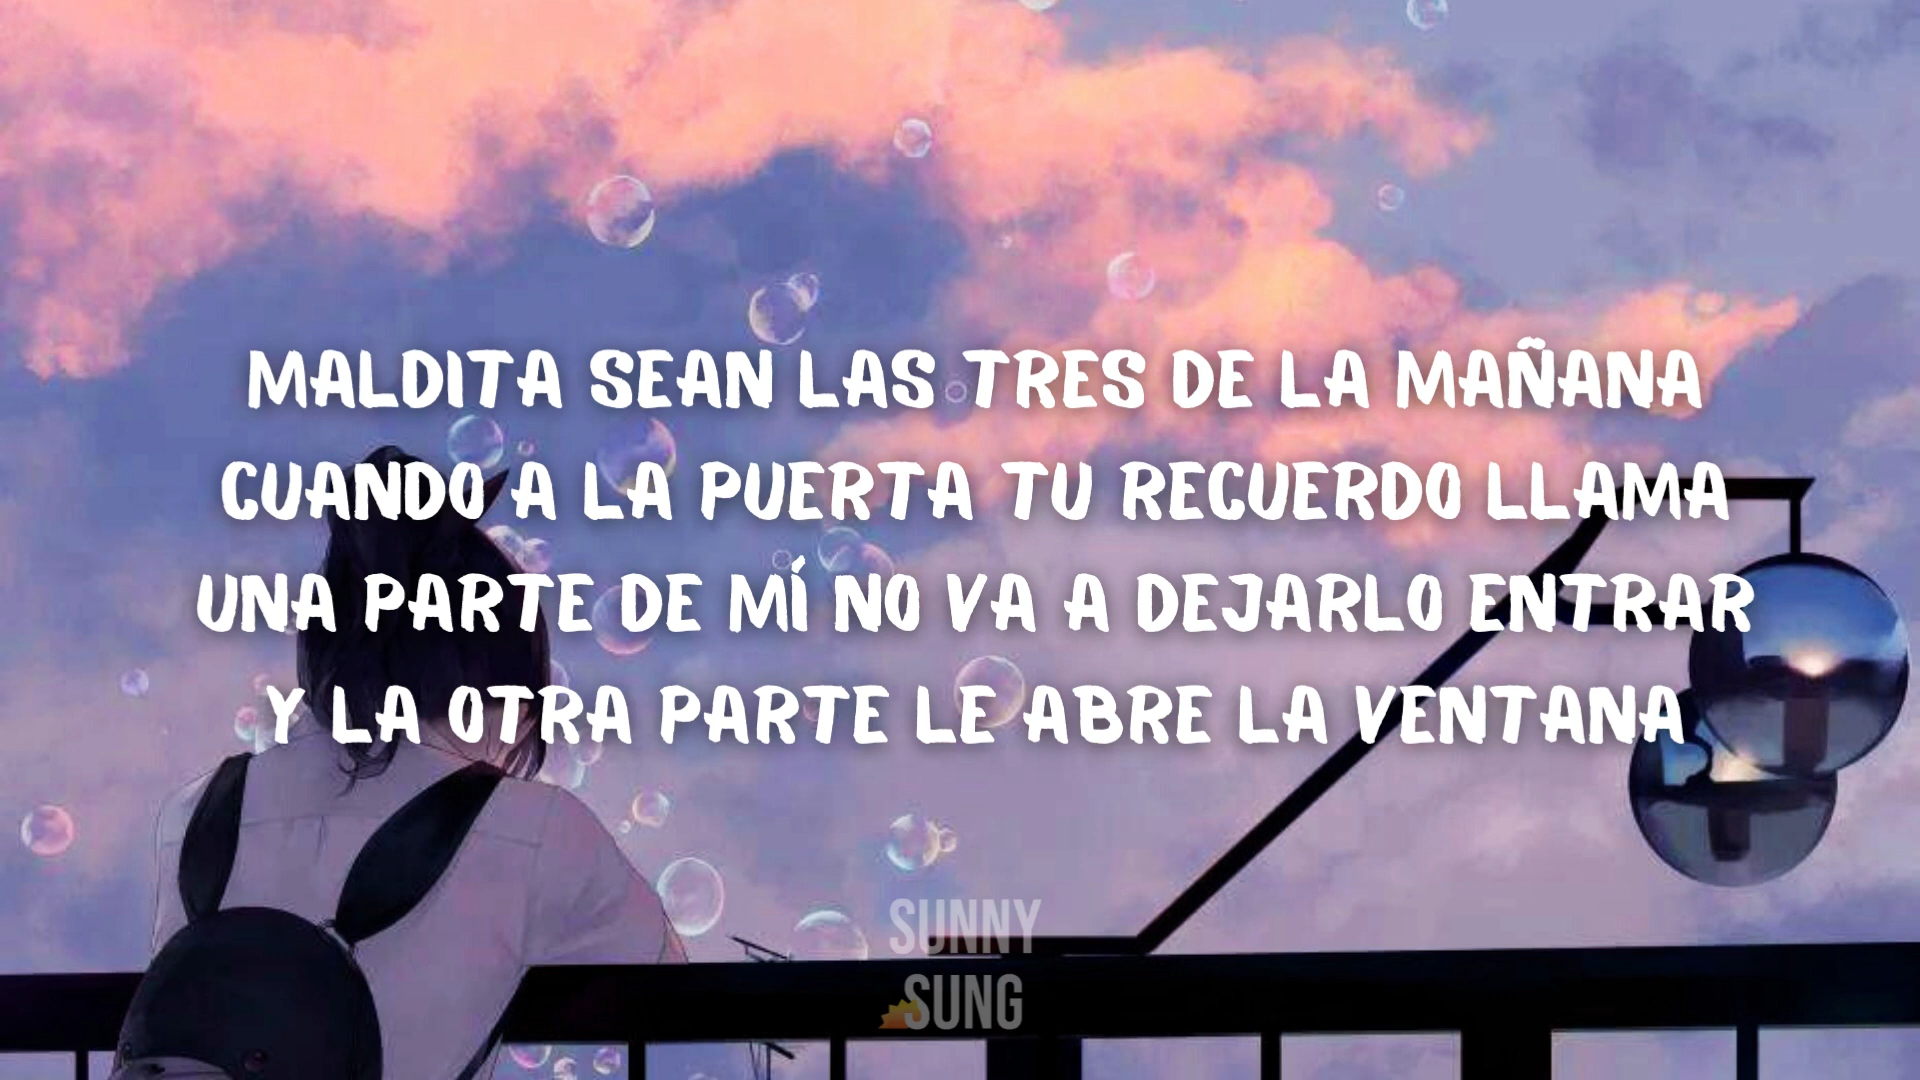 MALDITA SEAN LAS TRES DE LA MAÑANA
CUANDO A LA PUERTA TU RECUERDO LLAMA
UNA PARTE DE MÍ NO VA A DEJARLO ENTRAR
Y LA OTRA PARTE LE ABRE LA VENTANA
SUNNY
SUNG